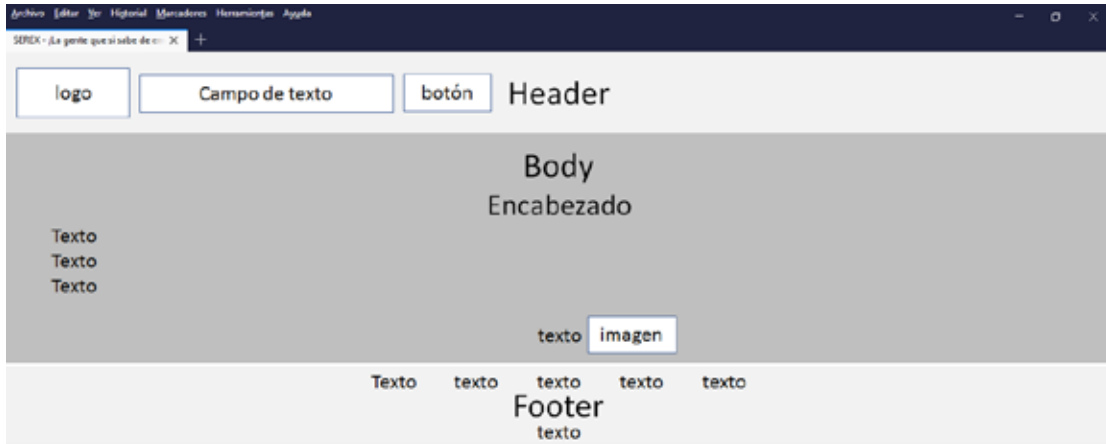 Archivo Editar Ver Historial Marcadores Herramientas Ayuda
SEREX - ¡La gente que si sabe de
logo Campo de texto botón Header
Body
Encabezado
Texto
Texto
Texto
texto imagen
Texto texto texto texto texto
Footer
texto